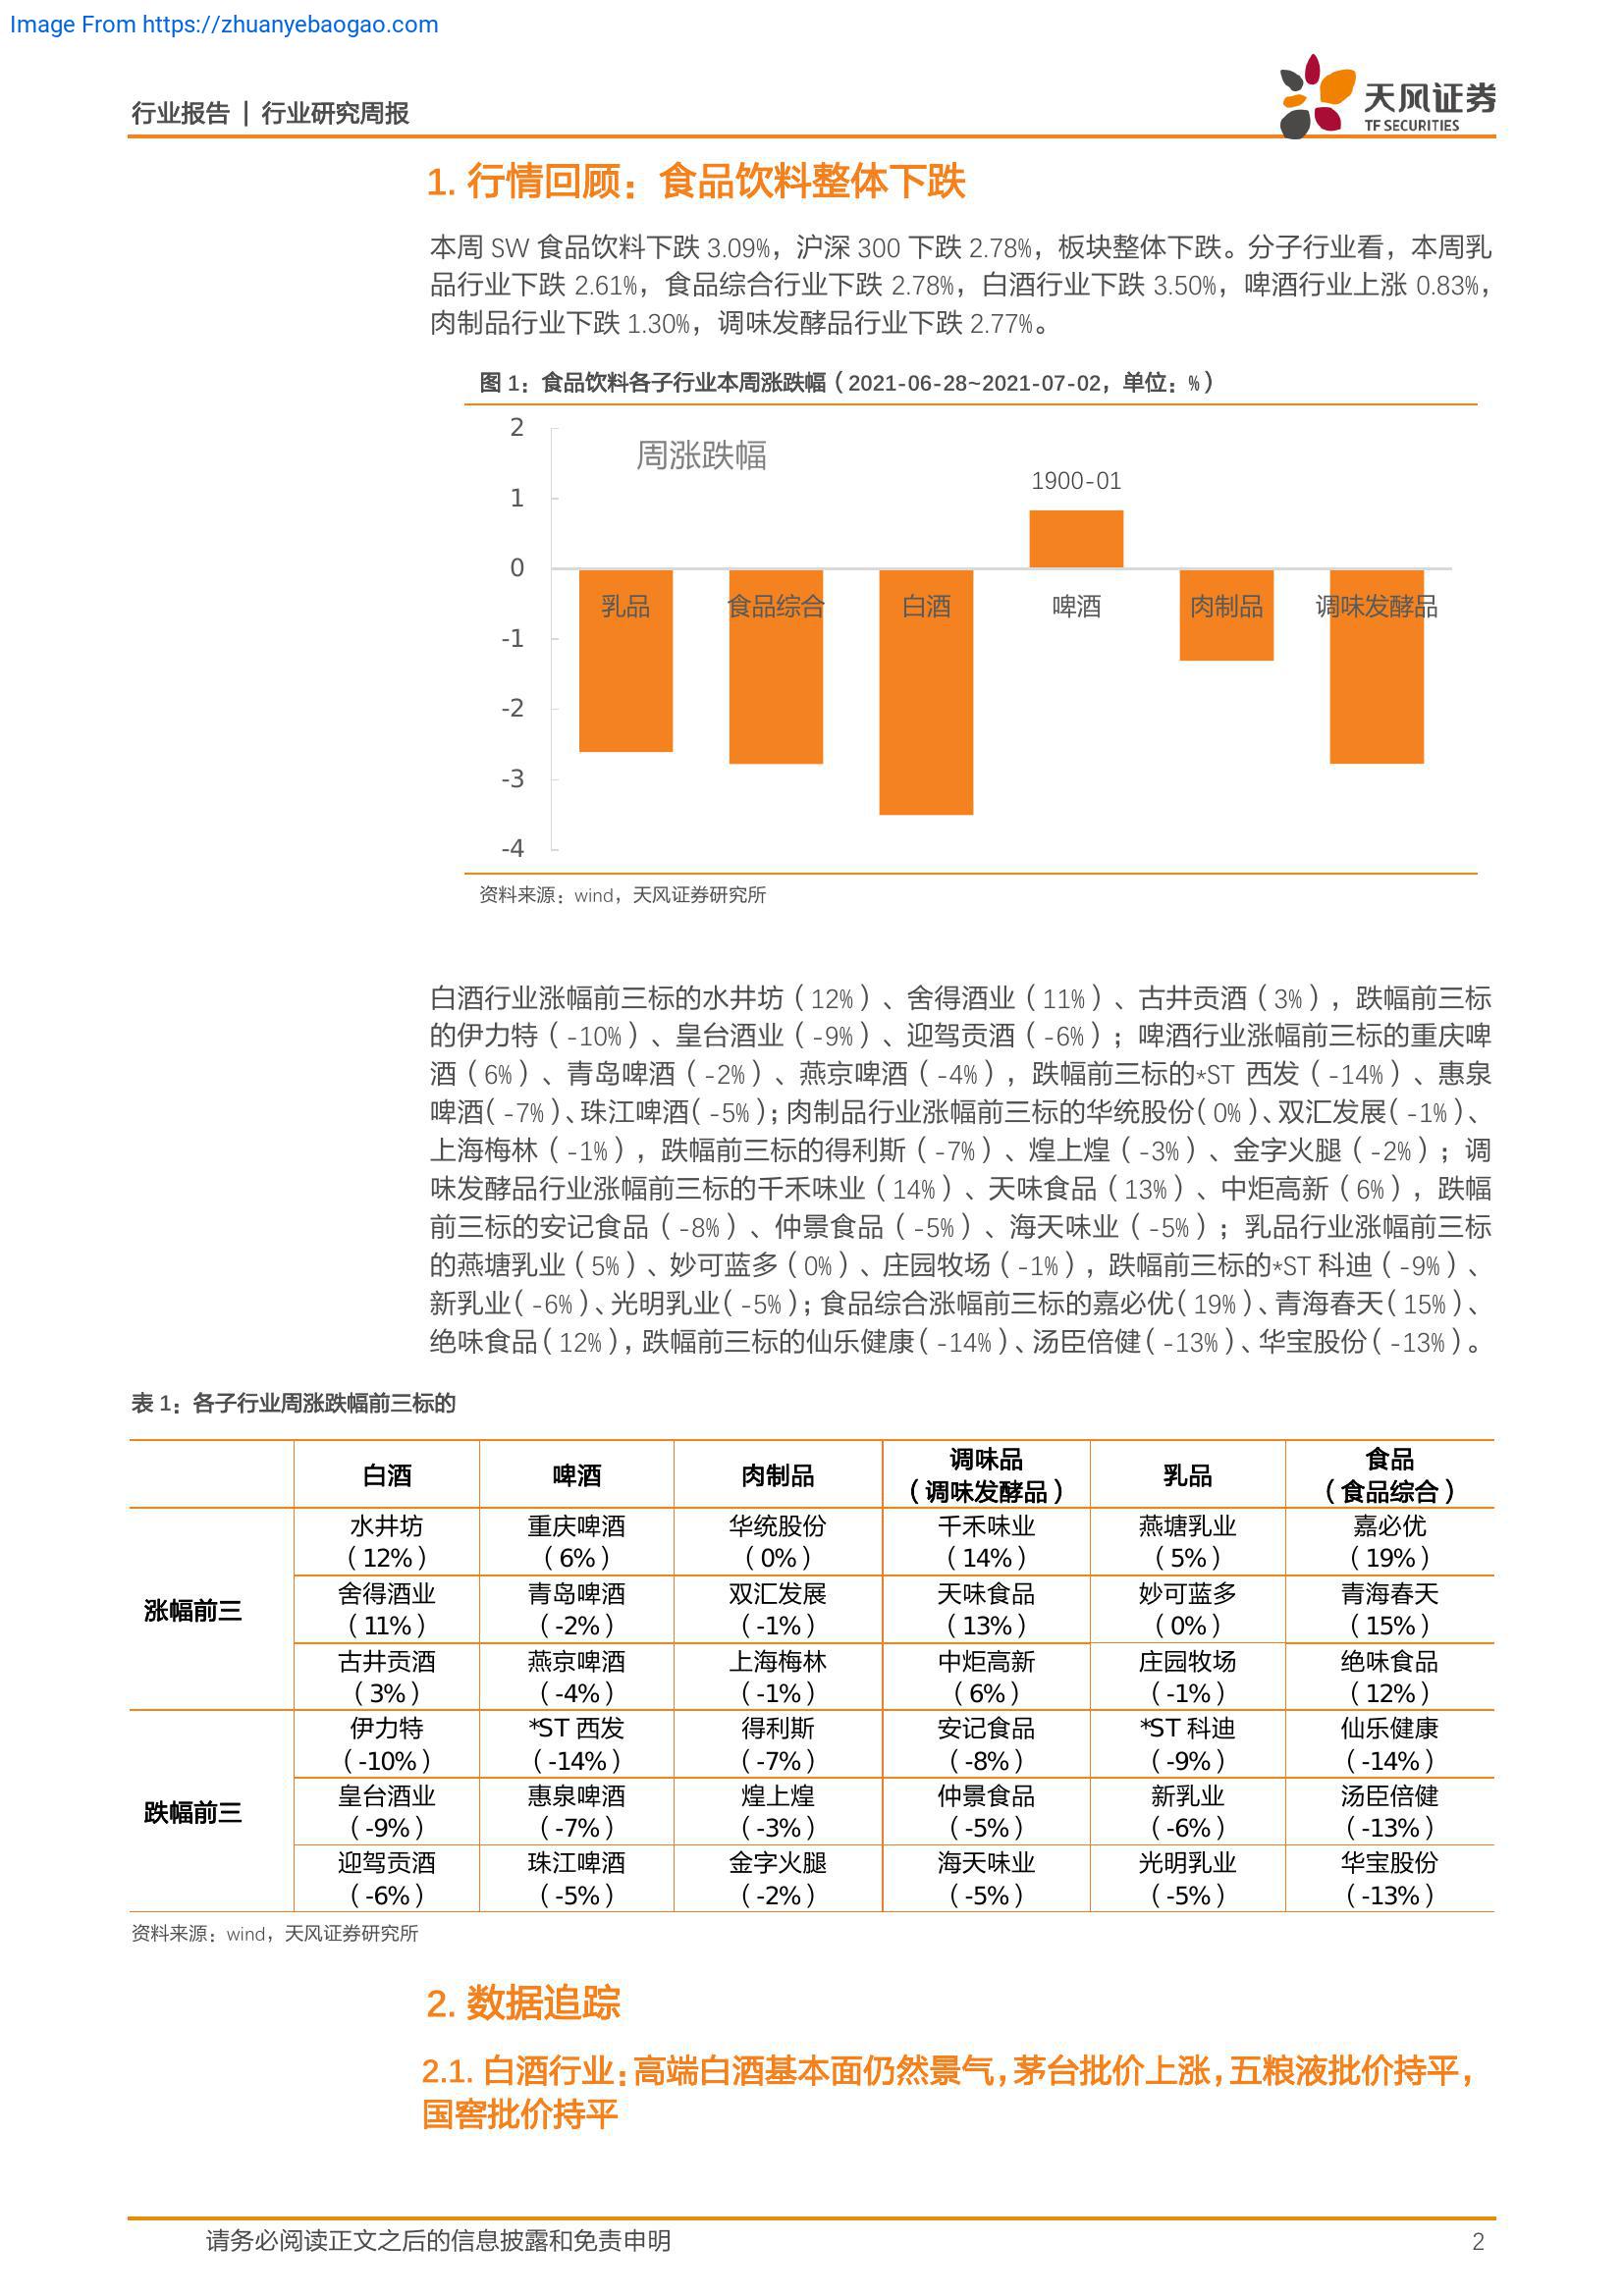 Image From https://zhuanyebaogao.com
行业报告 | 行业研究周报
天风证券
TF SECURITIES
1. 行情回顾：食品饮料整体下跌
本周 SW 食品饮料下跌 3.09%，沪深 300 下跌 2.78%，板块整体下跌。分子行业看，本周乳
品行业下跌 2.61%，食品综合行业下跌 2.78%，白酒行业下跌 3.50%，啤酒行业上涨 0.83%，
肉制品行业下跌 1.30%，调味发酵品行业下跌 2.77%。
图 1：食品饮料各子行业本周涨跌幅（2021-06-28~2021-07-02，单位：%）
周涨跌幅
2
1
0
-1
-2
-3
-4
1900-01
乳品 食品综合 白酒 啤酒 肉制品 调味发酵品
资料来源：wind，天风证券研究所
白酒行业涨幅前三标的水井坊（12%）、舍得酒业（11%）、古井贡酒（3%），跌幅前三标
的伊力特（-10%）、皇台酒业（-9%）、迎驾贡酒（-6%）；啤酒行业涨幅前三标的重庆啤
酒（6%）、青岛啤酒（-2%）、燕京啤酒（-4%），跌幅前三标的*ST 西发（-14%）、惠泉
啤酒（-7%）、珠江啤酒（-5%）；肉制品行业涨幅前三标的华统股份（0%）、双汇发展（-1%）、
上海梅林（-1%），跌幅前三标的得利斯（-7%）、煌上煌（-3%）、金字火腿（-2%）；调
味发酵品行业涨幅前三标的千禾味业（14%）、天味食品（13%）、中炬高新（6%），跌幅
前三标的安记食品（-8%）、仲景食品（-5%）、海天味业（-5%）；乳品行业涨幅前三标
的燕塘乳业（5%）、妙可蓝多（0%）、庄园牧场（-1%），跌幅前三标的*ST 科迪（-9%）、
新乳业（-6%）、光明乳业（-5%）；食品综合涨幅前三标的嘉必优（19%）、青海春天（15%）、
绝味食品（12%），跌幅前三标的仙乐健康（-14%）、汤臣倍健（-13%）、华宝股份（-13%）。
表 1：各子行业周涨跌幅前三标的
白酒 啤酒 肉制品 调味品 乳品 食品
（调味发酵品） （食品综合）
涨幅前三
水井坊 重庆啤酒 华统股份 千禾味业 燕塘乳业 嘉必优
（12%） （6%） （0%） （14%） （5%） （19%）
舍得酒业 青岛啤酒 双汇发展 天味食品 妙可蓝多 青海春天
（11%） （-2%） （-1%） （13%） （0%） （15%）
古井贡酒 燕京啤酒 上海梅林 中炬高新 庄园牧场 绝味食品
（3%） （-4%） （-1%） （6%） （-1%） （12%）
跌幅前三
伊力特 *ST 西发 得利斯 安记食品 *ST 科迪 仙乐健康
（-10%） （-14%） （-7%） （-8%） （-9%） （-14%）
皇台酒业 惠泉啤酒 煌上煌 仲景食品 新乳业 汤臣倍健
（-9%） （-7%） （-3%） （-5%） （-6%） （-13%）
迎驾贡酒 珠江啤酒 金字火腿 海天味业 光明乳业 华宝股份
（-6%） （-5%） （-2%） （-5%） （-5%） （-13%）
资料来源：wind，天风证券研究所
2. 数据追踪
2.1. 白酒行业：高端白酒基本面仍然景气，茅台批价上涨，五粮液批价持平，
国窖批价持平
请务必阅读正文之后的信息披露和免责申明
2